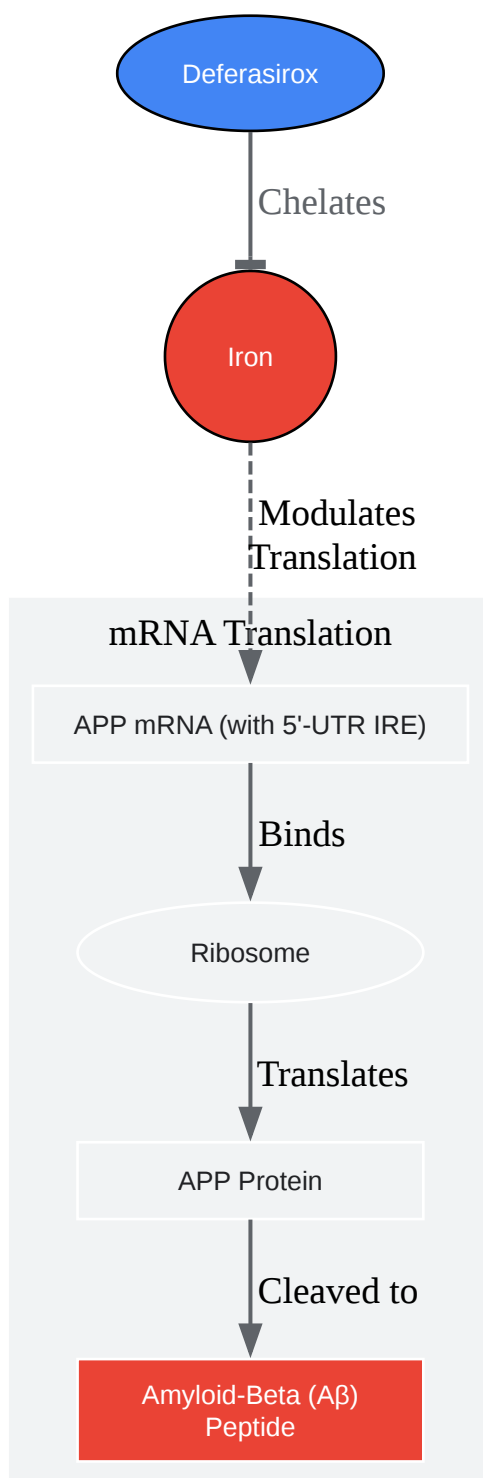 Deferasirox
Chelates
Iron
Modulates
Translation
mRNA Translation
APP mRNA (with 5'-UTR IRE)
Binds
Ribosome
Translates
APP Protein
Cleaved to
Amyloid-Beta (Aβ)
Peptide